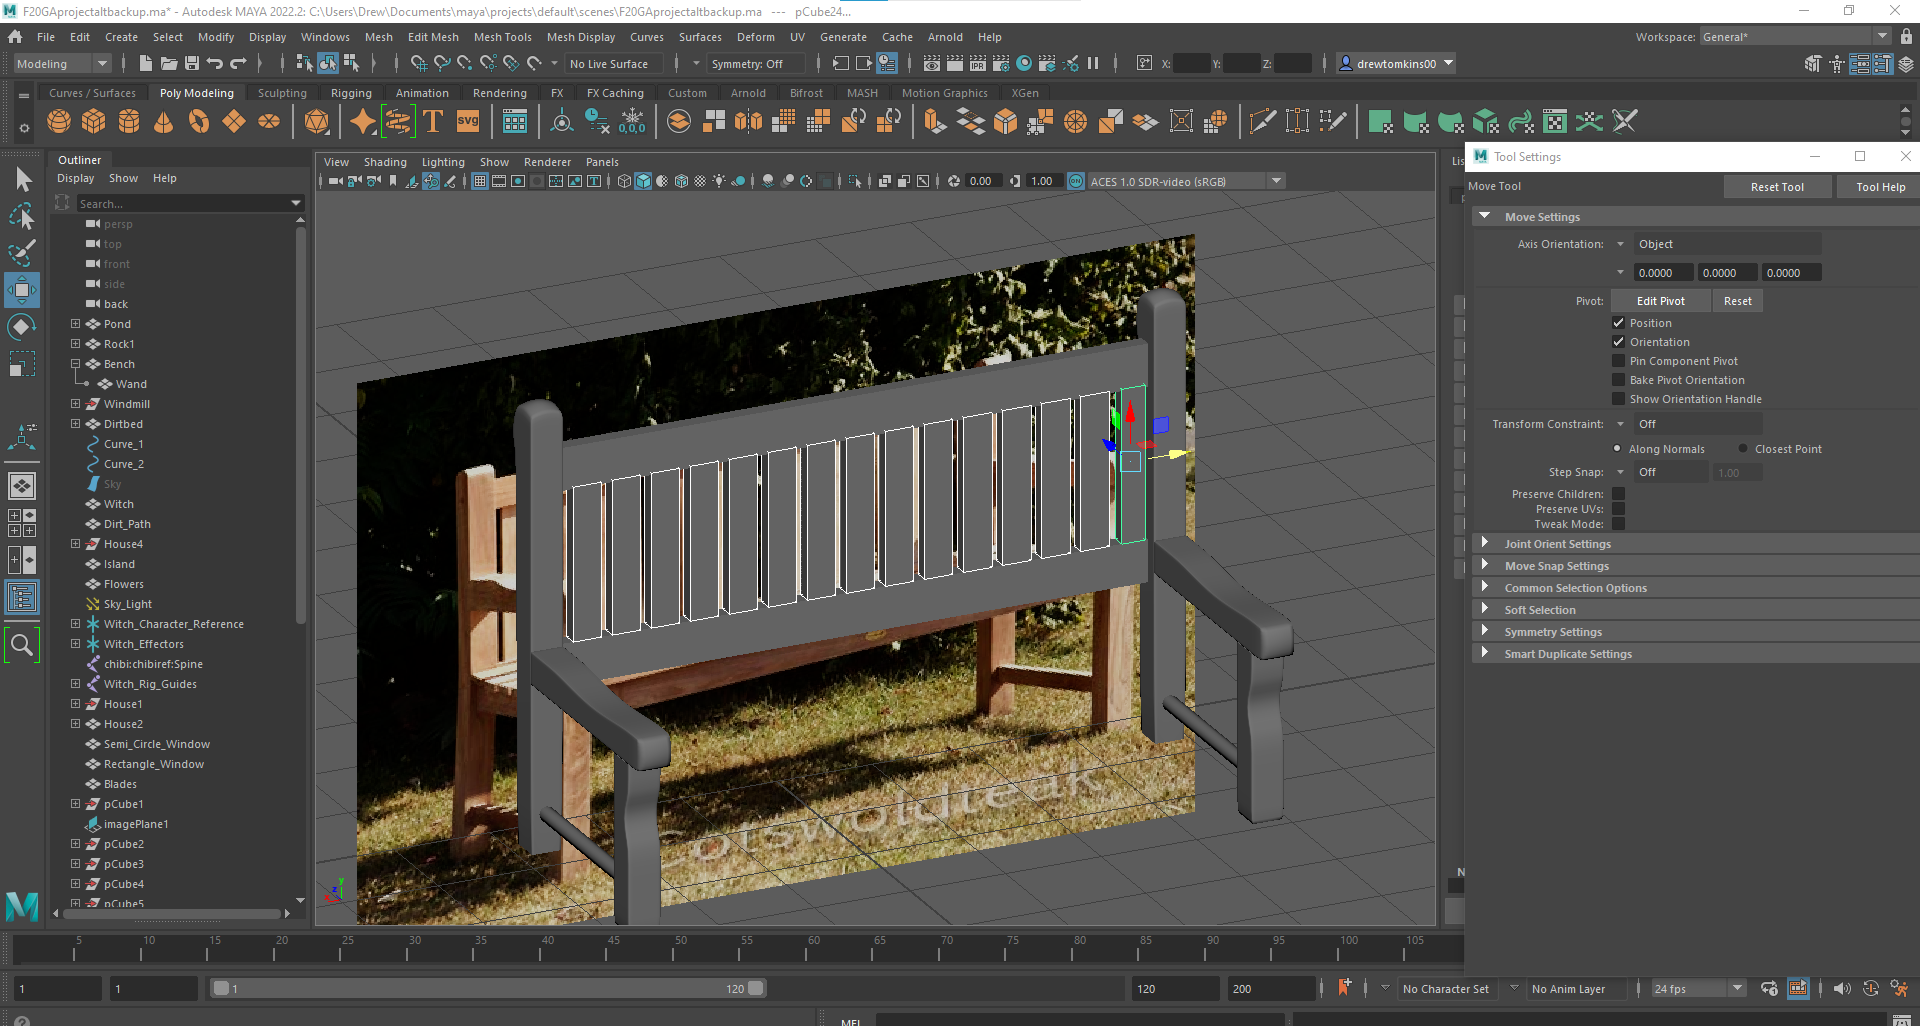 F20GAprojectaltbackup.ma* - Autodesk MAYA 2022.2: C:\Users\Drew\Documents\maya\projects\default\scenes\F20GAprojectaltbackup.ma --- pCube24...
File Edit Create Select Modify Display Windows Mesh Edit Mesh Mesh Tools Mesh Display Curves Surfaces Deform UV Generate Cache Arnold Help
Workspace: General*
Modeling
No Live Surface
Symmetry: Off
IPR
X: Y: Z:
drewtomkins00
Curves / Surfaces Poly Modeling Sculpting Rigging Animation Rendering FX FX Caching Custom Arnold Bifrost MASH Motion Graphics XGen
T svg 0,0,0
Outliner
Display Show Help
Search...
persp
top
front
side
back
Pond
Rock1
Bench
Wand
Windmill
Dirtbed
Curve_1
Curve_2
Sky
Witch
Dirt_Path
House4
Island
Flowers
Sky_Light
Witch_Character_Reference
Witch_Effectors
chibi:chibiref:Spine
Witch_Rig_Guides
House1
House2
Semi_Circle_Window
Rectangle_Window
Blades
pCube1
imagePlane1
pCube2
pCube3
pCube4
pCube5
View Shading Lighting Show Renderer Panels
0.00 1.00 ACES 1.0 SDR-video (sRGB)
Cotswoldteak
y
z
Lis
Tool Settings
Move Tool
Reset Tool
Tool Help
Move Settings
Axis Orientation: Object
0.0000 0.0000 0.0000
Pivot: Edit Pivot Reset
Position
Orientation
Pin Component Pivot
Bake Pivot Orientation
Show Orientation Handle
Transform Constraint: Off
Along Normals Closest Point
Step Snap: Off 1.00
Preserve Children:
Preserve UVs:
Tweak Mode:
Joint Orient Settings
Move Snap Settings
Common Selection Options
Soft Selection
Symmetry Settings
Smart Duplicate Settings
5 10 15 20 25 30 35 40 45 50 55 60 65 70 75 80 85 90 95 100 105
1 1 1 120 120 200 No Character Set No Anim Layer 24 fps
MEL